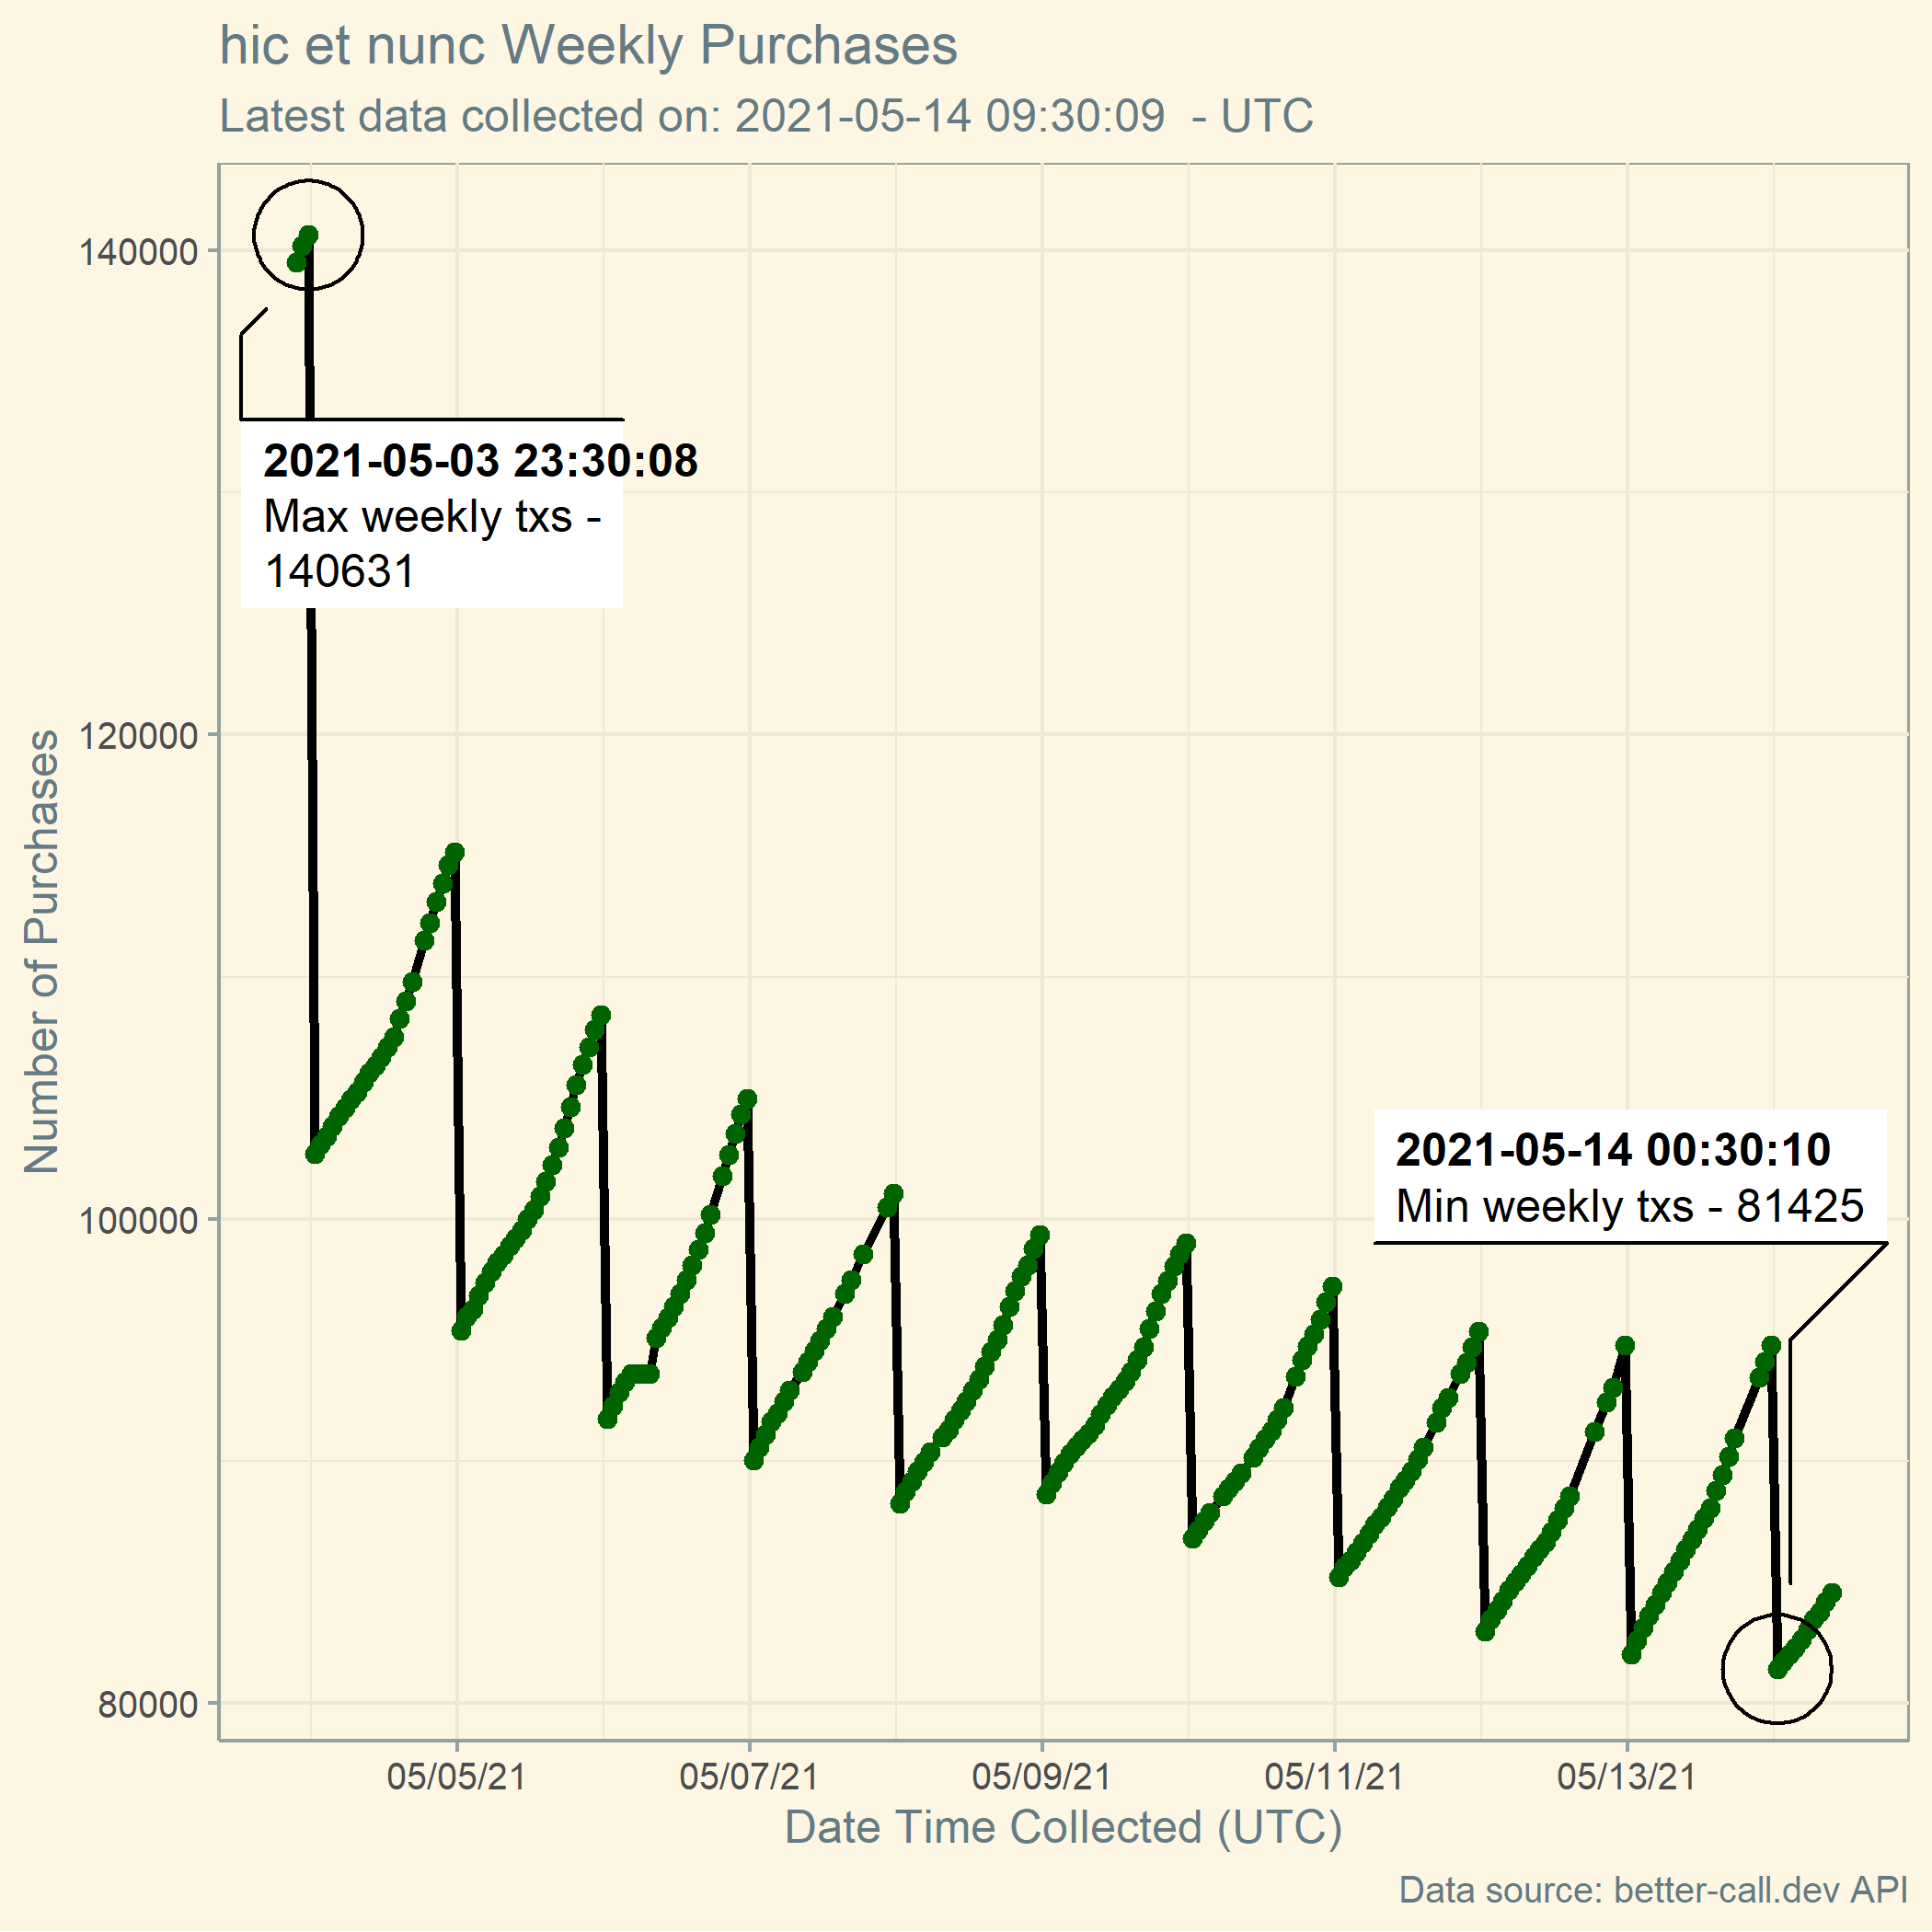 hic et nunc Weekly Purchases
Latest data collected on: 2021-05-14 09:30:09  - UTC
Number of Purchases
140000
120000
100000
80000
2021-05-03 23:30:08
Max weekly txs -
140631
2021-05-14 00:30:10
Min weekly txs - 81425
05/05/21
05/07/21
05/09/21
05/11/21
05/13/21
Date Time Collected (UTC)
Data source: better-call.dev API